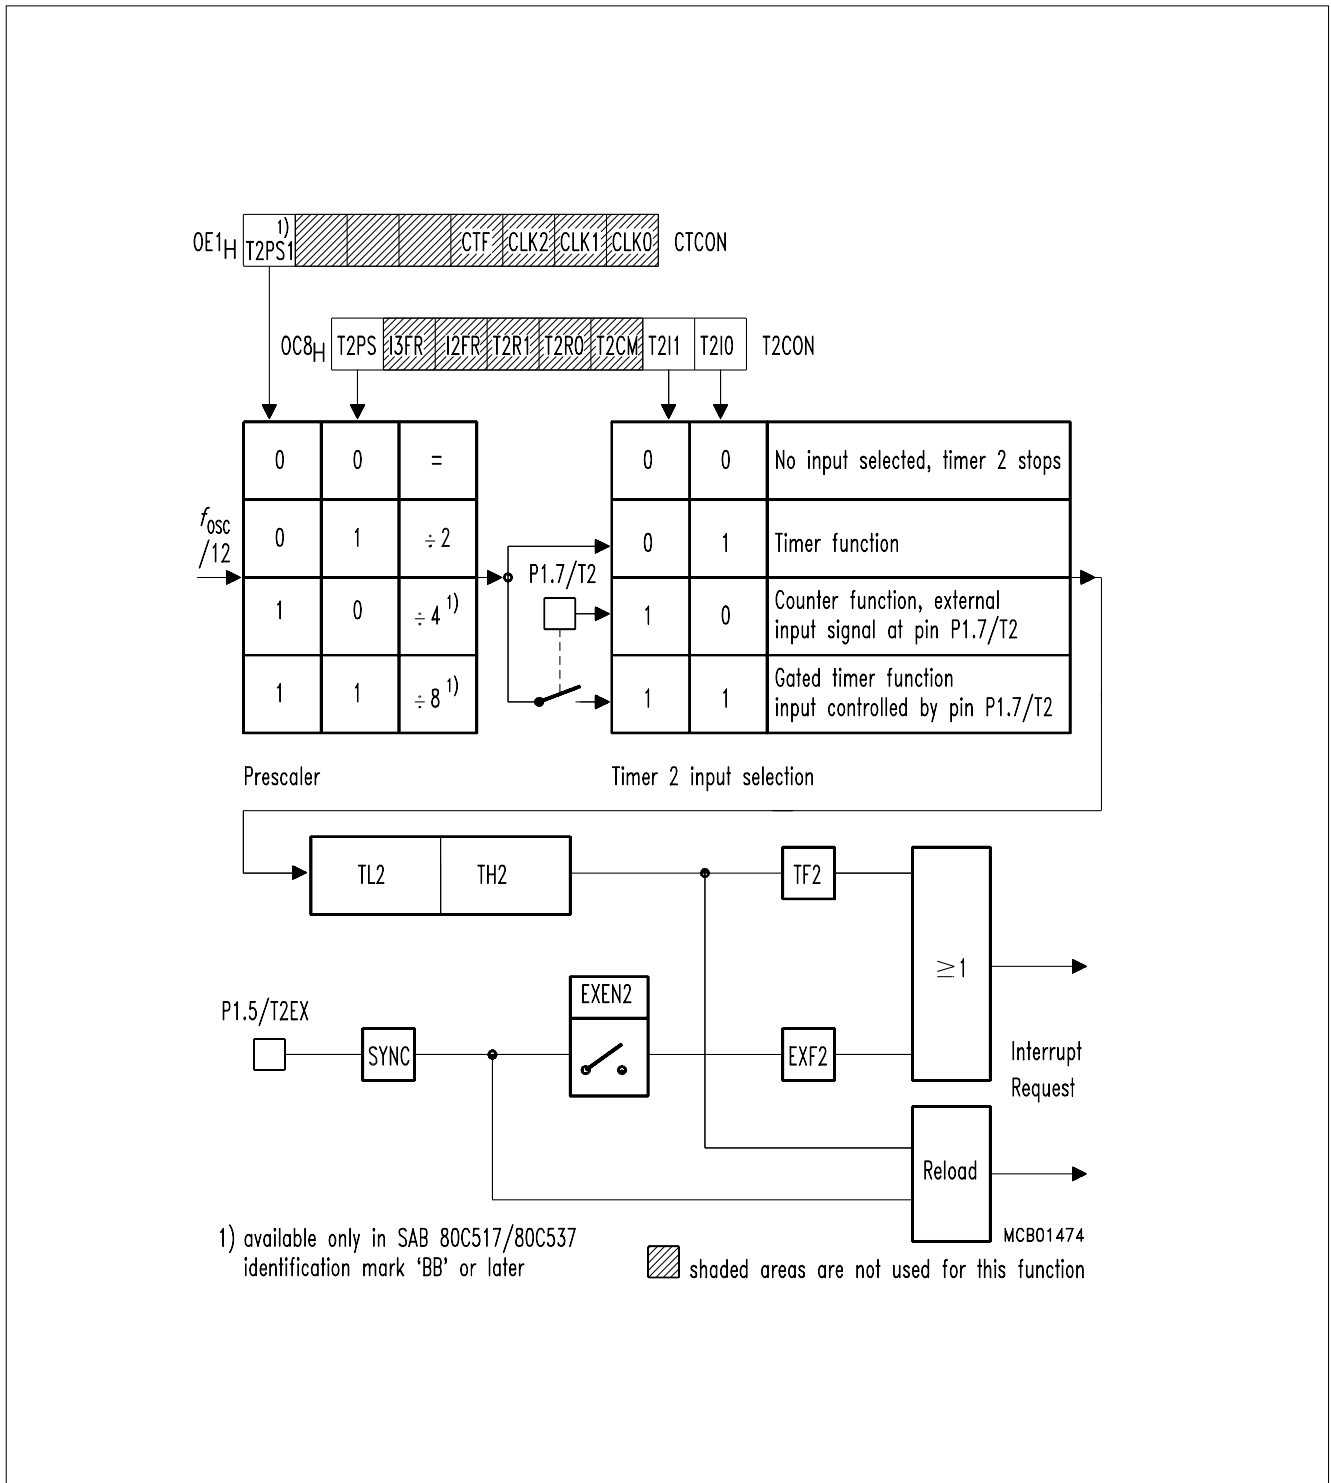 0E1H T2PS1 1) CTF CLK2 CLK1 CLK0 CTCON
0C8H T2PS I3FR I2FR T2R1 T2R0 T2CM T2I1 T2I0 T2CON
fosc
/12
0 0 =
0 1 ÷2
1 0 ÷4 1)
1 1 ÷8 1)
Prescaler
P1.7/T2
0 0 No input selected, timer 2 stops
0 1 Timer function
1 0 Counter function, external
input signal at pin P1.7/T2
1 1 Gated timer function
input controlled by pin P1.7/T2
Timer 2 input selection
TL2 TH2 TF2
≥1
EXEN2
P1.5/T2EX
SYNC EXF2
Interrupt
Request
Reload
MCB01474
1) available only in SAB 80C517/80C537
identification mark ‘BB’ or later
shaded areas are not used for this function